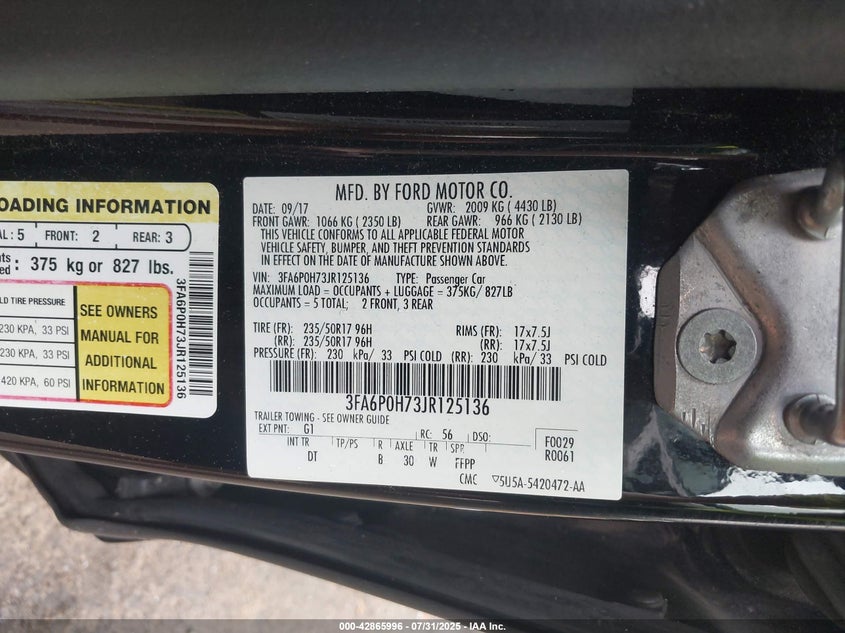 OADING INFORMATION
AL: 5 FRONT: 2 REAR: 3
375 kg or 827 lbs.
LD TIRE PRESSURE
230 KPA, 33 PSI
230 KPA, 33 PSI
420 KPA, 60 PSI
SEE OWNERS
MANUAL FOR
ADDITIONAL
INFORMATION
3FA6P0H73JR125136
MFD. BY FORD MOTOR CO.
DATE: 09/17 GVWR: 2009 KG ( 4430 LB)
FRONT GAWR: 1066 KG ( 2350 LB) REAR GAWR: 966 KG ( 2130 LB)
THIS VEHICLE CONFORMS TO ALL APPLICABLE FEDERAL MOTOR
VEHICLE SAFETY, BUMPER, AND THEFT PREVENTION STANDARDS
IN EFFECT ON THE DATE OF MANUFACTURE SHOWN ABOVE.
VIN: 3FA6P0H73JR125136 TYPE: Passenger Car
MAXIMUM LOAD = OCCUPANTS + LUGGAGE = 375KG/ 827LB
OCCUPANTS = 5 TOTAL; 2 FRONT, 3 REAR
TIRE (FR): 235/50R17 96H RIMS (FR): 17x7.5J
(RR): 235/50R17 96H (RR): 17x7.5J
PRESSURE (FR): 230 kPa/ 33 PSI COLD (RR): 230 kPa/ 33 PSI COLD
3FA6P0H73JR125136
TRAILER TOWING - SEE OWNER GUIDE
EXT PNT: G1 RC: 56 DSO: F0029
INT TR TP/PS R AXLE TR SPR R0061
DT B 30 W FFPP
CMC ▽5U5A-5420472-AA
000-42865996 - 07/31/2025 - IAA, Inc.